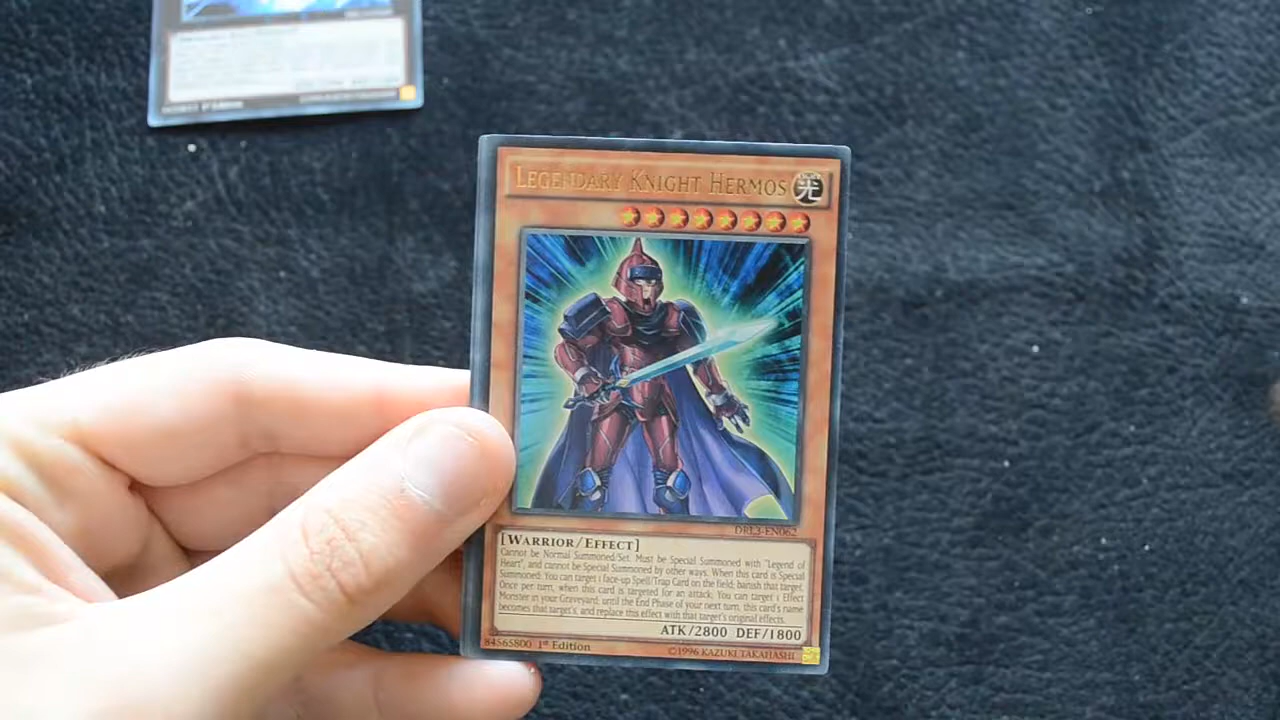 1st Edition
LEGENDARY KNIGHT HERMOS
光
DRL3-EN062
[WARRIOR/EFFECT]
Cannot be Normal Summoned/Set. Must be Special Summoned with "Legend of
Heart", and cannot be Special Summoned by other ways. When this card is Special
Summoned: You can target 1 face-up Spell/Trap Card on the field; banish that target.
Once per turn, when this card is targeted for an attack: You can target 1 Effect
Monster in your Graveyard; until the End Phase of your next turn, this card's name
becomes that target's, and replace this effect with that target's original effects.
ATK/2800 DEF/1800
84565800 1st Edition
©1996 KAZUKI TAKAHASHI